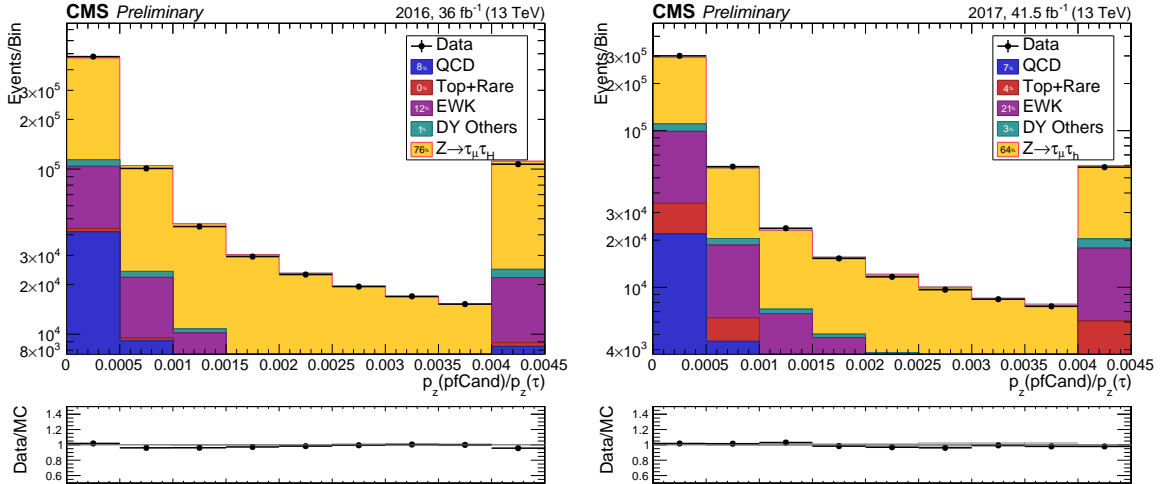 CMS Preliminary 2016, 36 fb⁻¹ (13 TeV)
Events/Bin
3×10⁵
2×10⁵
10⁵
3×10⁴
2×10⁴
10⁴
8×10³
Data
8% QCD
0% Top+Rare
12% EWK
1% DY Others
76% Z→τ_μτ_H
0 0.0005 0.001 0.0015 0.002 0.0025 0.003 0.0035 0.004 0.0045
p_z(pfCand)/p_z(τ)
Data/MC
1.4
1.2
1
0.8
0.6
CMS Preliminary 2017, 41.5 fb⁻¹ (13 TeV)
Events/Bin
3×10⁵
2×10⁵
10⁵
3×10⁴
2×10⁴
10⁴
4×10³
Data
7% QCD
4% Top+Rare
21% EWK
3% DY Others
64% Z→τ_μτ_h
0 0.0005 0.001 0.0015 0.002 0.0025 0.003 0.0035 0.004 0.0045
p_z(pfCand)/p_z(τ)
Data/MC
1.4
1.2
1
0.8
0.6